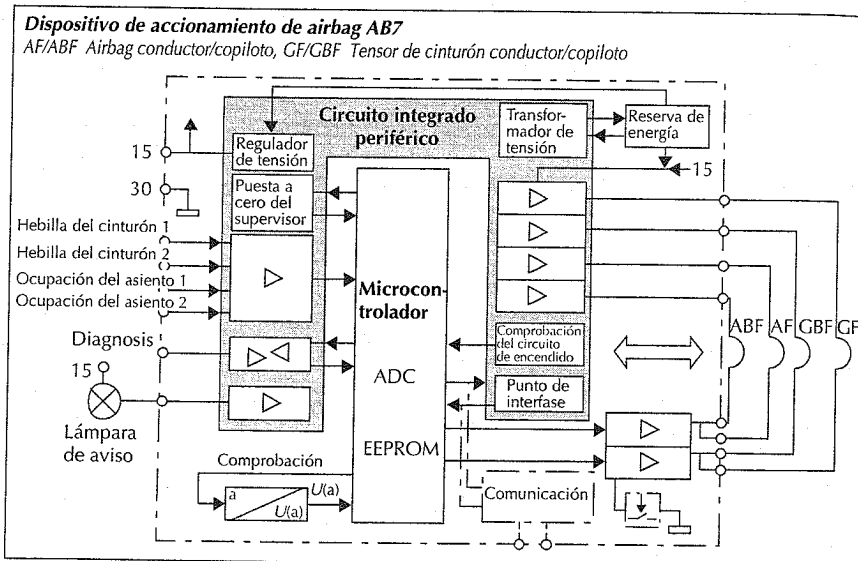 Dispositivo de accionamiento de airbag AB7
AF/ABF Airbag conductor/copiloto, GF/GBF Tensor de cinturón conductor/copiloto
Circuito integrado
periférico
Transfor-
mador de
tensión
Reserva de
energía
15
Regulador
de tensión
15
30
Puesta a
cero del
supervisor
Hebilla del cinturón 1
Hebilla del cinturón 2
Ocupación del asiento 1
Ocupación del asiento 2
Microcon-
trolador
ADC
EEPROM
Diagnosis
15
Lámpara
de aviso
Comprobación
del circuito
de encendido
Punto de
interfase
ABF AF GBF GF
Comprobación
a
U(a)
U(a)
Comunicación